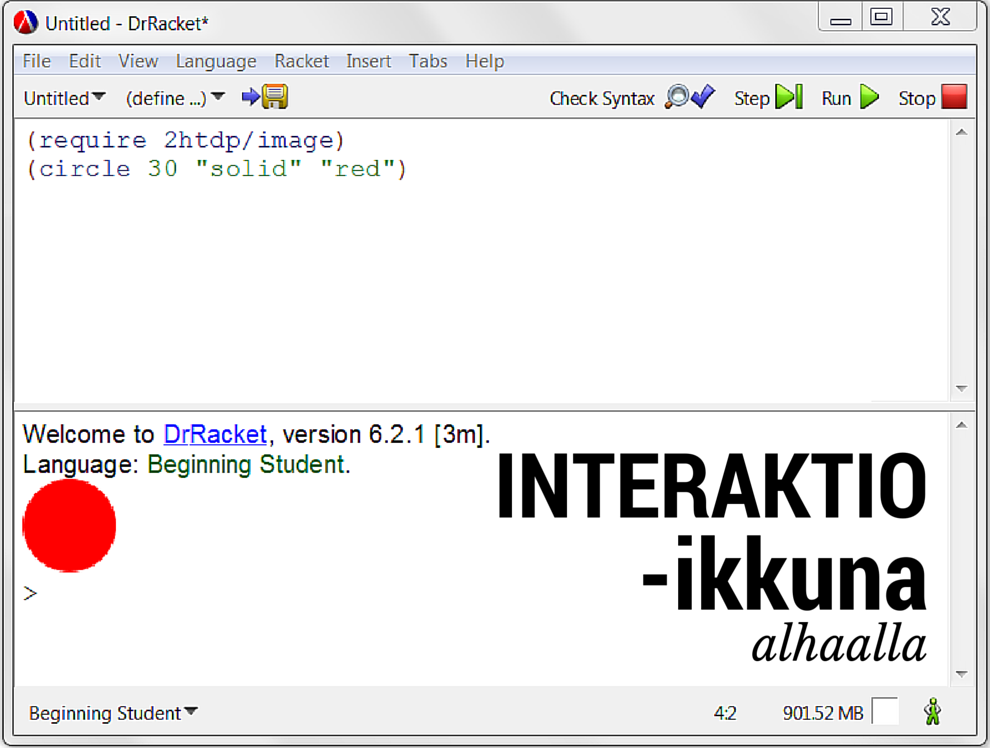 Untitled - DrRacket*
File Edit View Language Racket Insert Tabs Help
Untitled (define ...) Check Syntax Step Run Stop
(require 2htdp/image)
(circle 30 "solid" "red")
Welcome to DrRacket, version 6.2.1 [3m].
Language: Beginning Student.
INTERAKTIO
-ikkuna
alhaalla
>
Beginning Student 4:2 901.52 MB